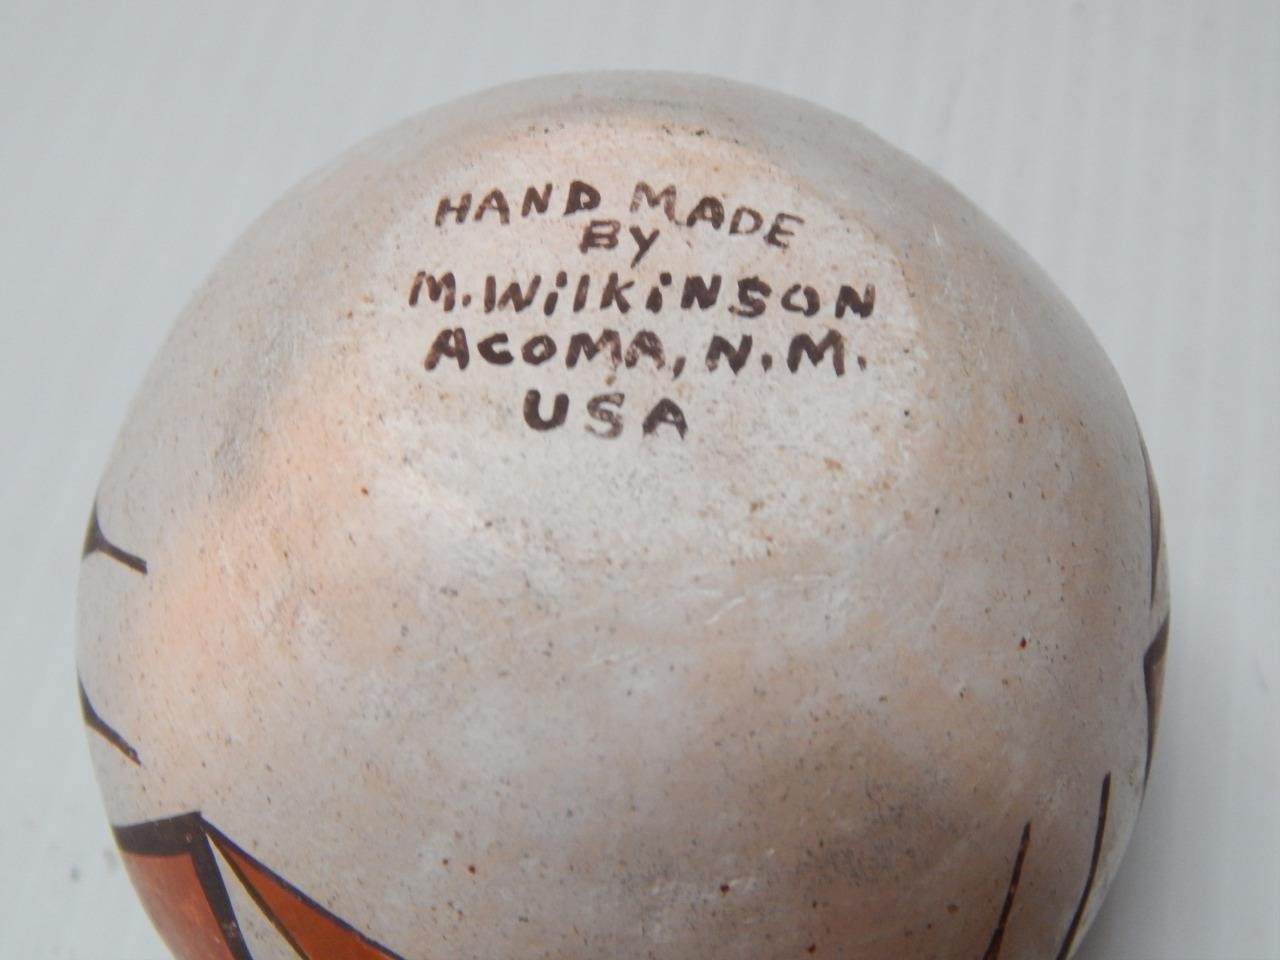 HAND MADE
BY
M. WilKiNSON
ACOMA, N.M.
USA